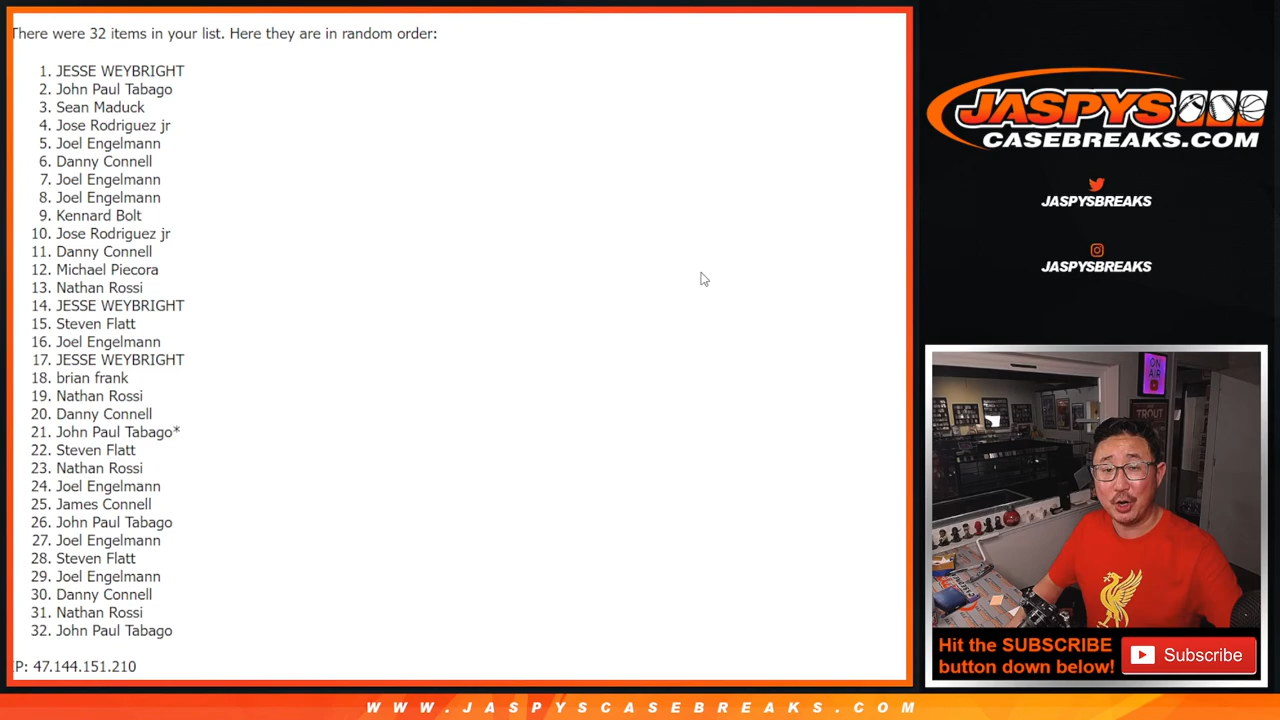 There were 32 items in your list. Here they are in random order:
1. JESSE WEYBRIGHT
2. John Paul Tabago
3. Sean Maduck
4. Jose Rodriguez jr
5. Joel Engelmann
6. Danny Connell
7. Joel Engelmann
8. Joel Engelmann
9. Kennard Bolt
10. Jose Rodriguez jr
11. Danny Connell
12. Michael Piecora
13. Nathan Rossi
14. JESSE WEYBRIGHT
15. Steven Flatt
16. Joel Engelmann
17. JESSE WEYBRIGHT
18. brian frank
19. Nathan Rossi
20. Danny Connell
21. John Paul Tabago*
22. Steven Flatt
23. Nathan Rossi
24. Joel Engelmann
25. James Connell
26. John Paul Tabago
27. Joel Engelmann
28. Steven Flatt
29. Joel Engelmann
30. Danny Connell
31. Nathan Rossi
32. John Paul Tabago
IP: 47.144.151.210
JASPYS
CASEBREAKS.COM
JASPYSBREAKS
JASPYSBREAKS
ON
AIR
TROUT
Hit the SUBSCRIBE
button down below!
Subscribe
WWW.JASPYSCASEBREAKS.COM